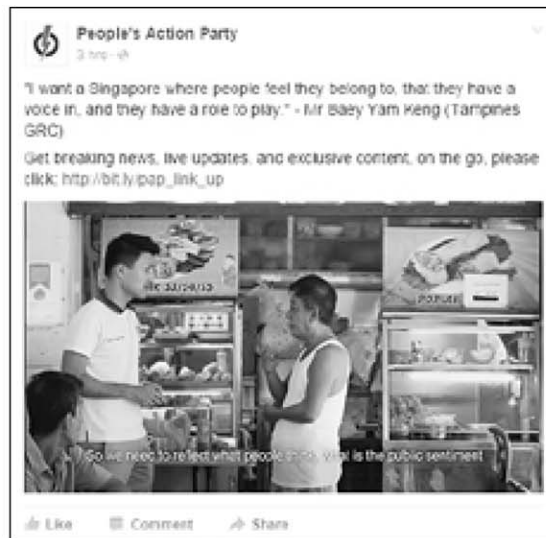 People's Action Party
3 hrs
"I want a Singapore where people feel they belong to, that they have a
voice in, and they have a role to play." - Mr Baey Yam Keng (Tampines
GRC)
Get breaking news, live updates, and exclusive content, on the go, please
click: http://bit.ly/pap_link_up
POPIAH
So we need to reflect what people think, what is the public sentiment
Like Comment Share